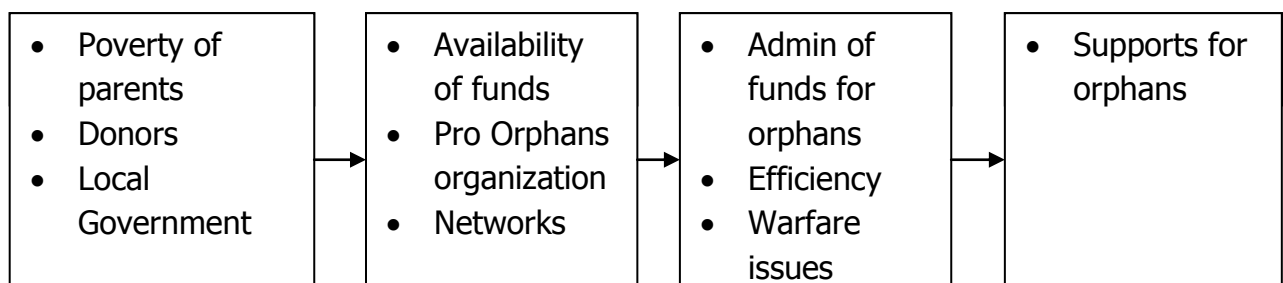 • Poverty of
parents
• Donors
• Local
Government
• Availability
of funds
• Pro Orphans
organization
• Networks
• Admin of
funds for
orphans
• Efficiency
• Warfare
issues
• Supports for
orphans